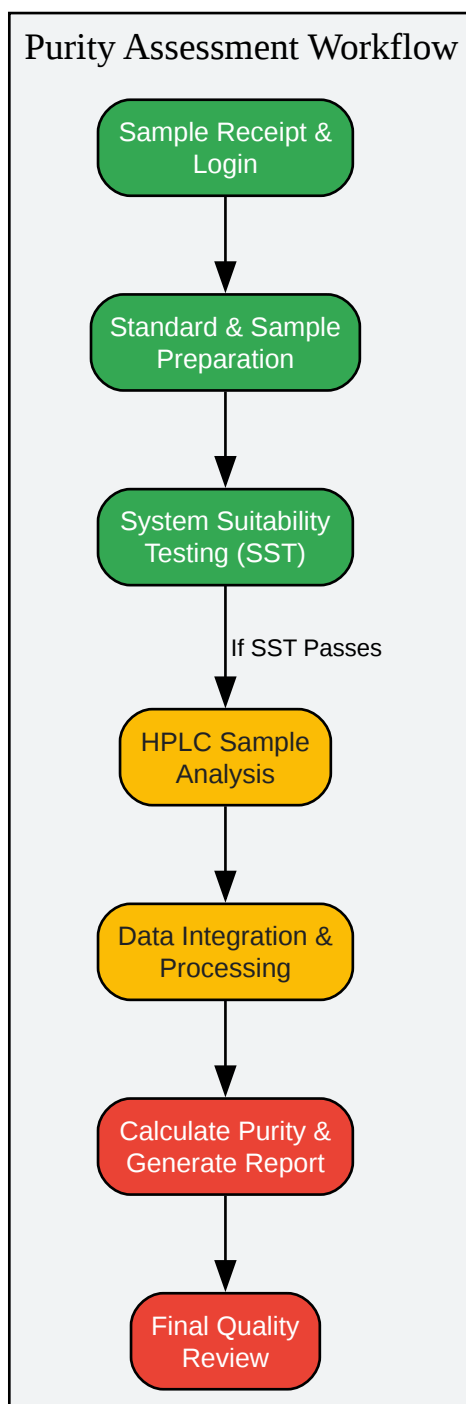 Purity Assessment Workflow
Sample Receipt &
Login
Standard & Sample
Preparation
System Suitability
Testing (SST)
If SST Passes
HPLC Sample
Analysis
Data Integration &
Processing
Calculate Purity &
Generate Report
Final Quality
Review